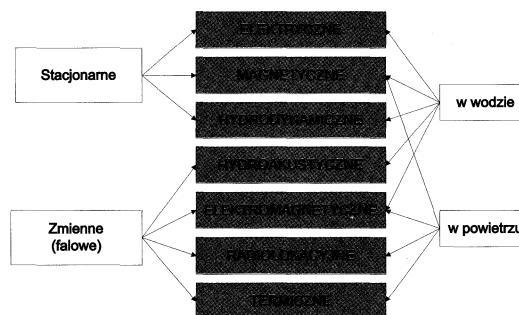 ELEKTRYCZNE
Stacjonarne
MAGNETYCZNE
w wodzie
HYDRODYNAMICZNE
HYDROAKUSTYCZNE
ELEKTROMAGNETYCZNE
Zmienne
(falowe)
w powietrzu
RADIOLOKACYJNE
TERMICZNE